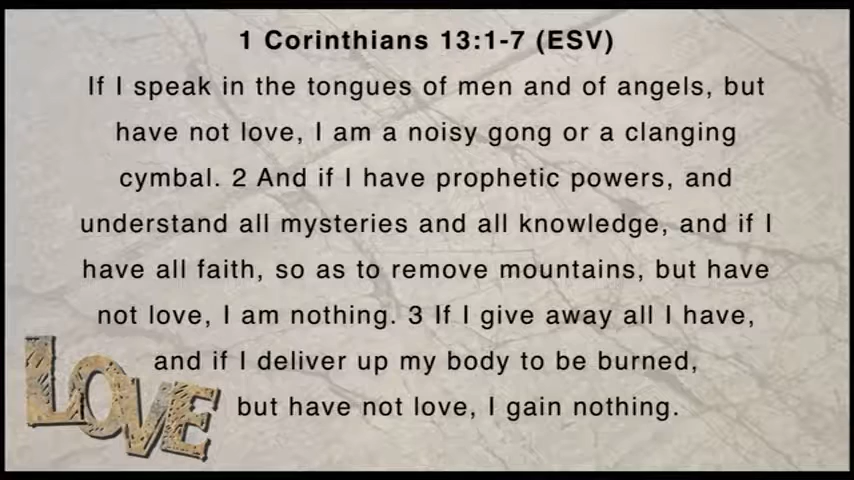 1 Corinthians 13:1-7 (ESV)
If I speak in the tongues of men and of angels, but
have not love, I am a noisy gong or a clanging
cymbal. 2 And if I have prophetic powers, and
understand all mysteries and all knowledge, and if I
have all faith, so as to remove mountains, but have
not love, I am nothing. 3 If I give away all I have,
and if I deliver up my body to be burned,
but have not love, I gain nothing.
LOVE